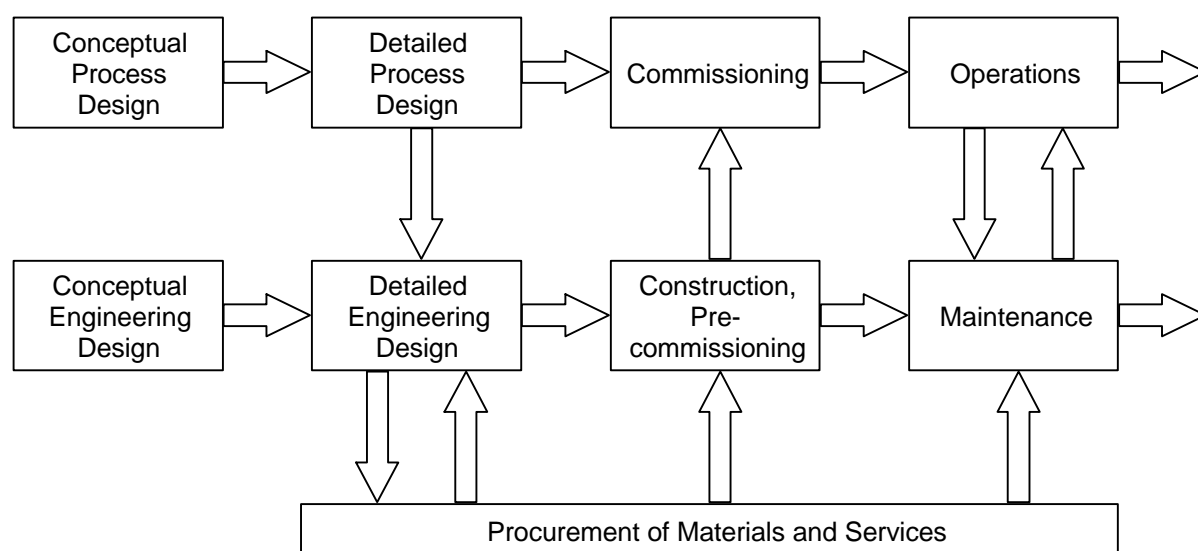 Conceptual
Process
Design
Detailed
Process
Design
Commissioning
Operations
Conceptual
Engineering
Design
Detailed
Engineering
Design
Construction,
Pre-
commissioning
Maintenance
Procurement of Materials and Services